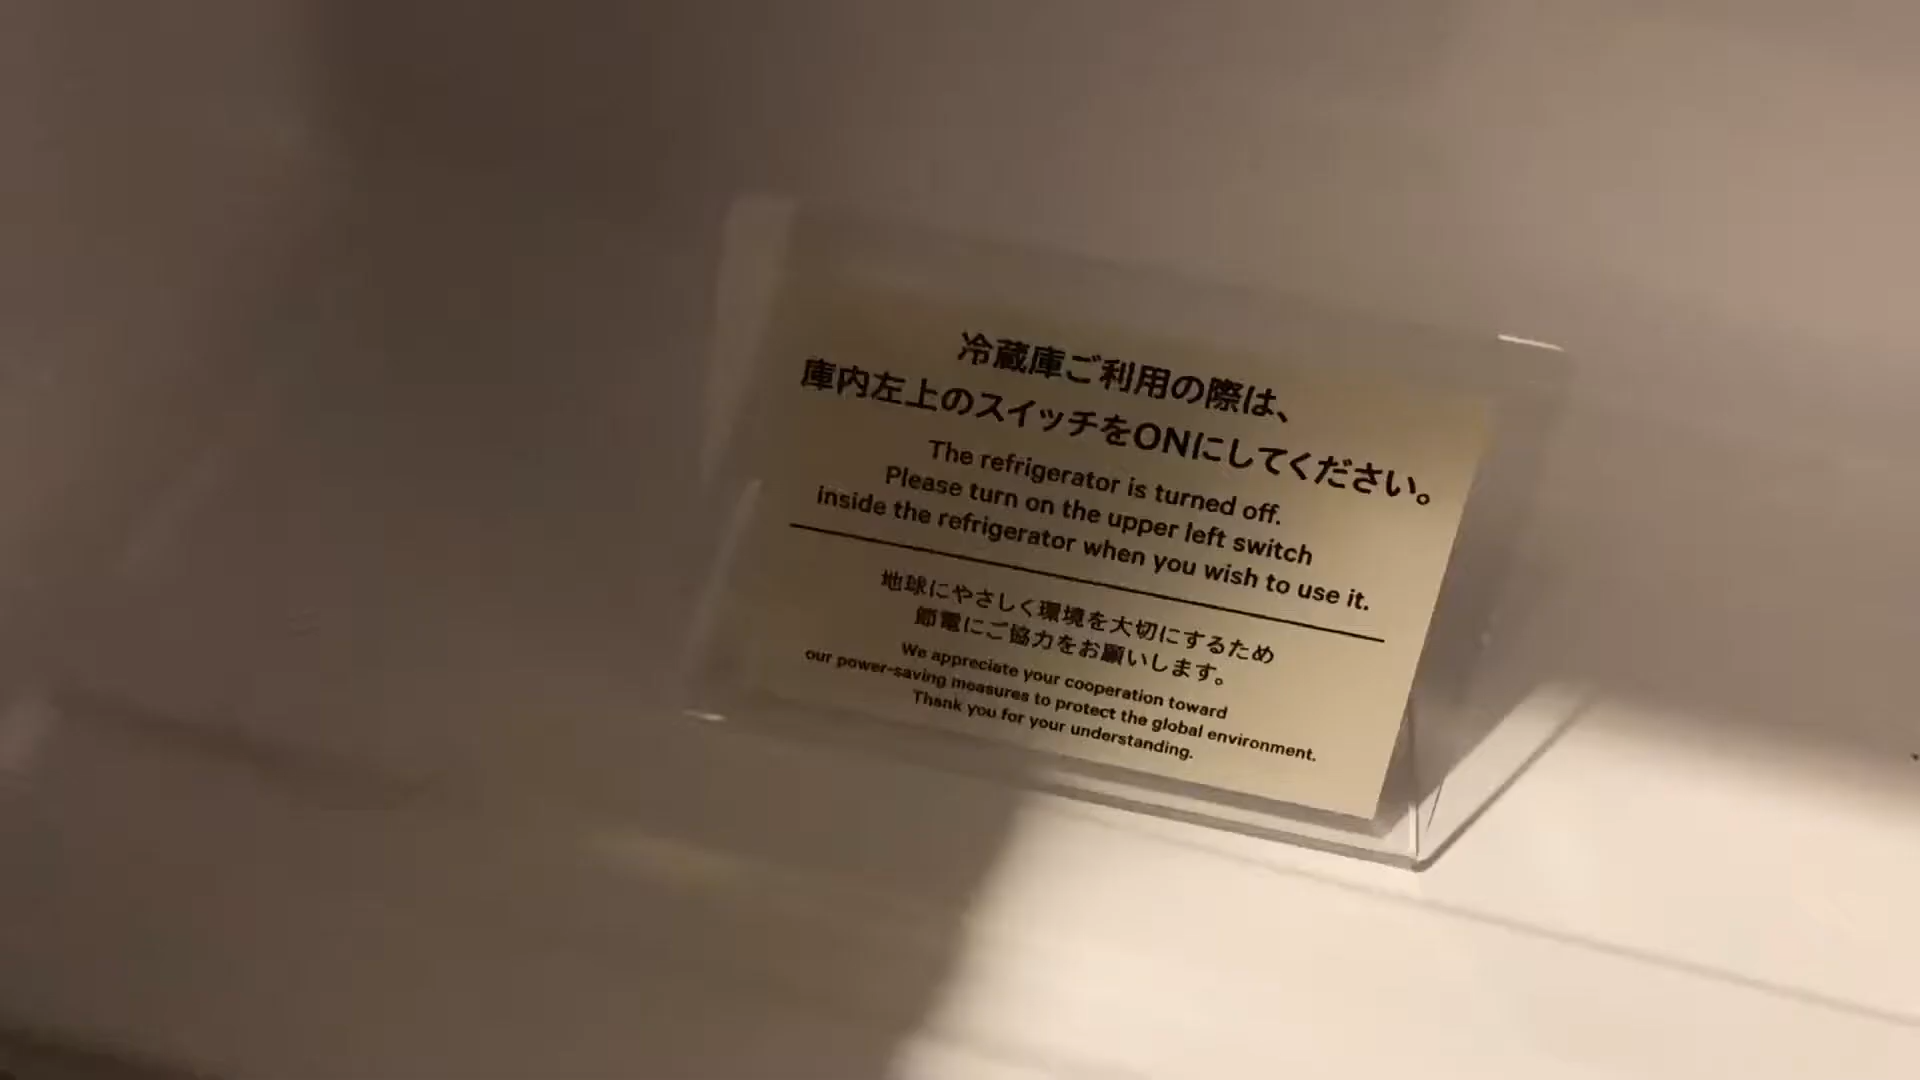 冷蔵庫ご利用の際は、
庫内左上のスイッチをONにしてください。
The refrigerator is turned off.
Please turn on the upper left switch
inside the refrigerator when you wish to use it.
地球にやさしく環境を大切にするため
節電にご協力をお願いします。
We appreciate your cooperation toward
our power-saving measures to protect the global environment.
Thank you for your understanding.